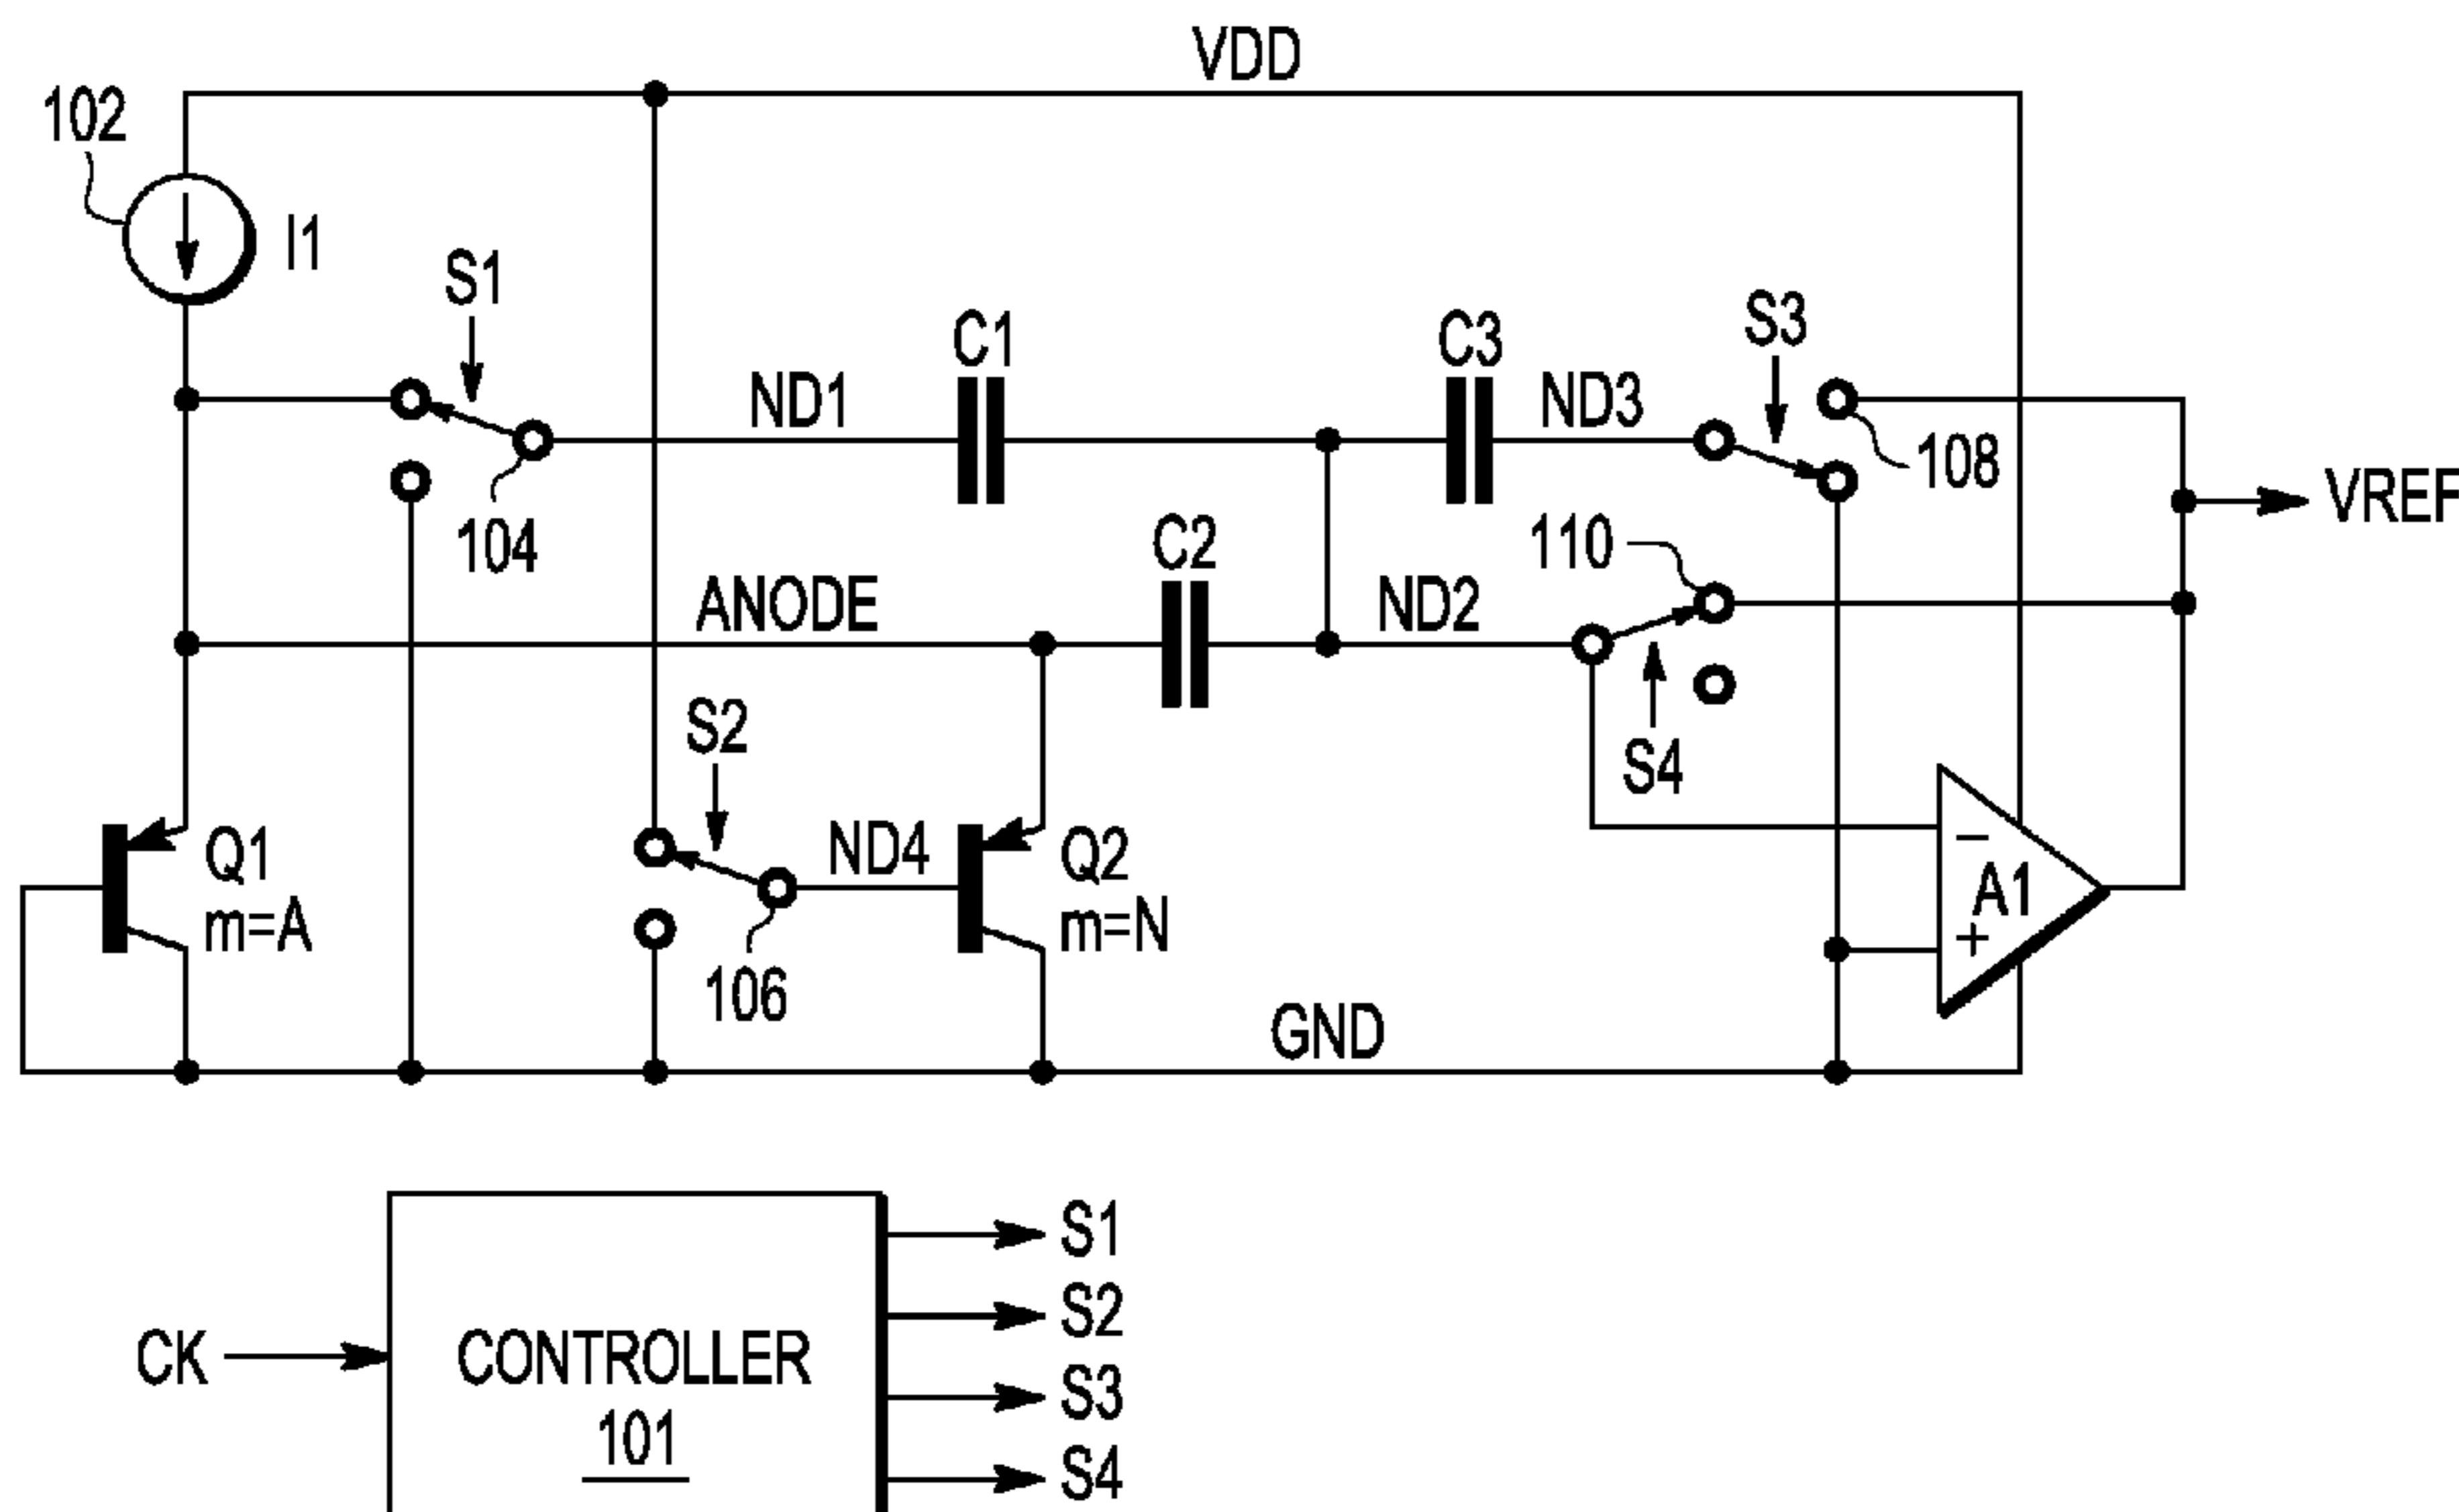 VDD
102
I1
S1
C1
C3
S3
ND1
ND3
108
104
VREF
C2
110
ANODE
ND2
S2
S4
Q1
m=A
ND4
Q2
m=N
106
−
A1
+
GND
CK
CONTROLLER
101
S1
S2
S3
S4